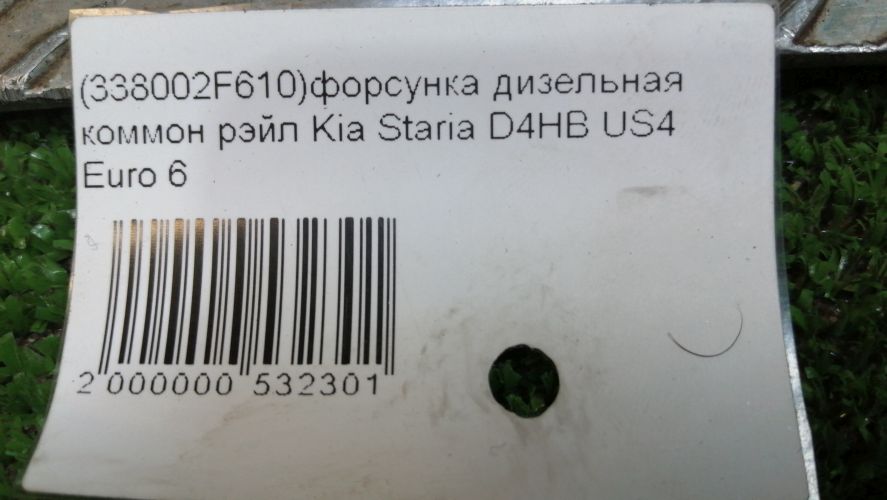 (338002F610)форсунка дизельная
коммон рэйл Kia Staria D4HB US4
Euro 6
2 000000 532301